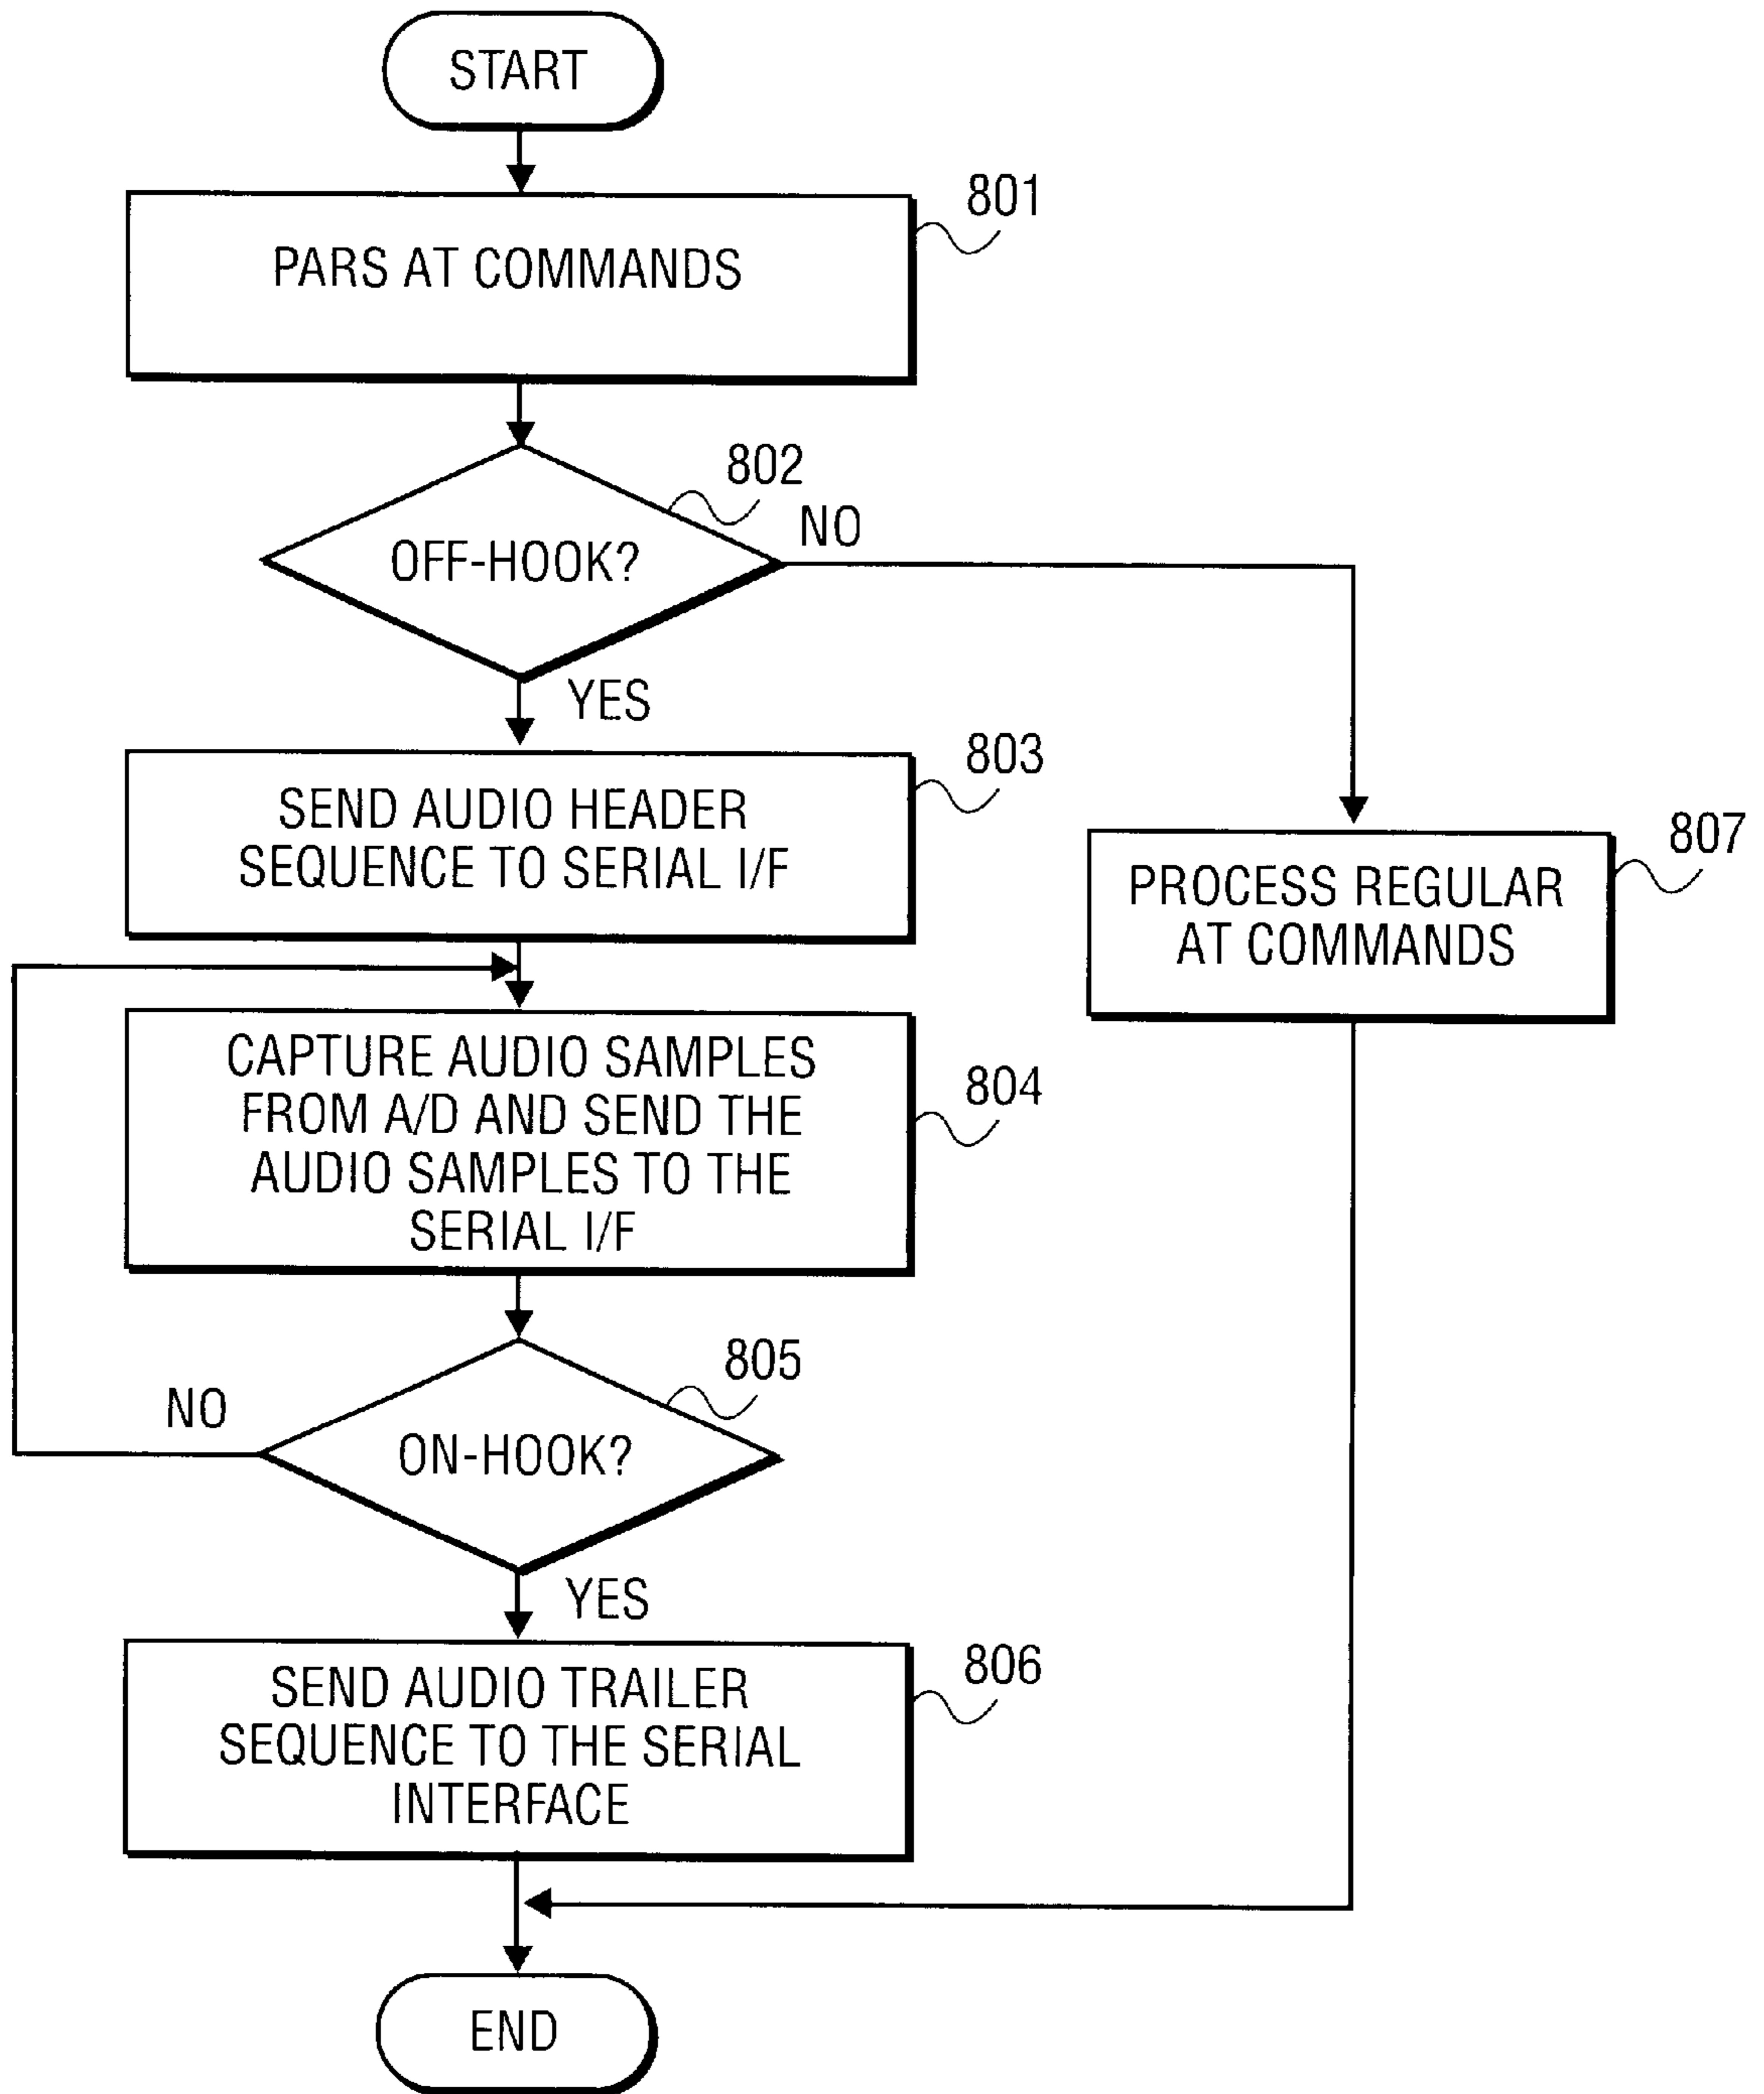 START
801
PARS AT COMMANDS
802
OFF-HOOK?
NO
YES
803
SEND AUDIO HEADER
SEQUENCE TO SERIAL I/F
807
PROCESS REGULAR
AT COMMANDS
804
CAPTURE AUDIO SAMPLES
FROM A/D AND SEND THE
AUDIO SAMPLES TO THE
SERIAL I/F
805
NO
ON-HOOK?
YES
806
SEND AUDIO TRAILER
SEQUENCE TO THE SERIAL
INTERFACE
END